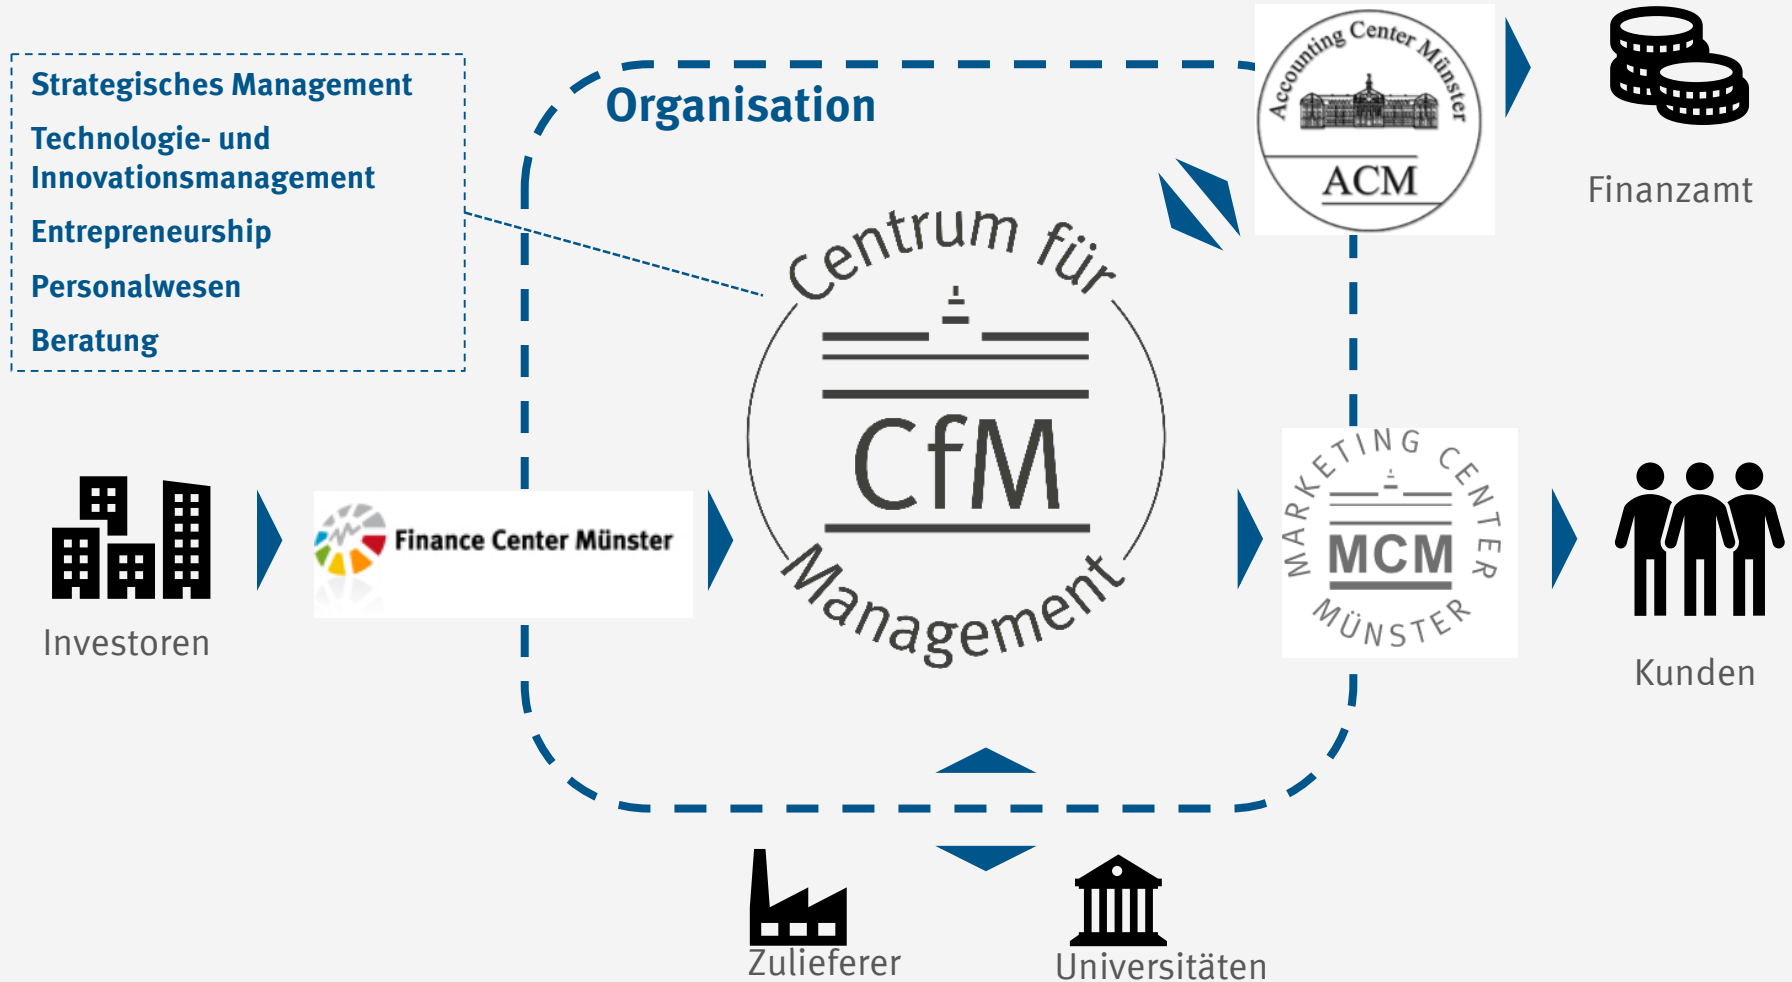 Strategisches Management
Technologie- und
Innovationsmanagement
Entrepreneurship
Personalwesen
Beratung
Organisation
Accounting Center Münster
ACM
Finanzamt
Centrum für
CfM
Management
Investoren
Finance Center Münster
MARKETING CENTER
MCM
MÜNSTER
Kunden
Zulieferer
Universitäten